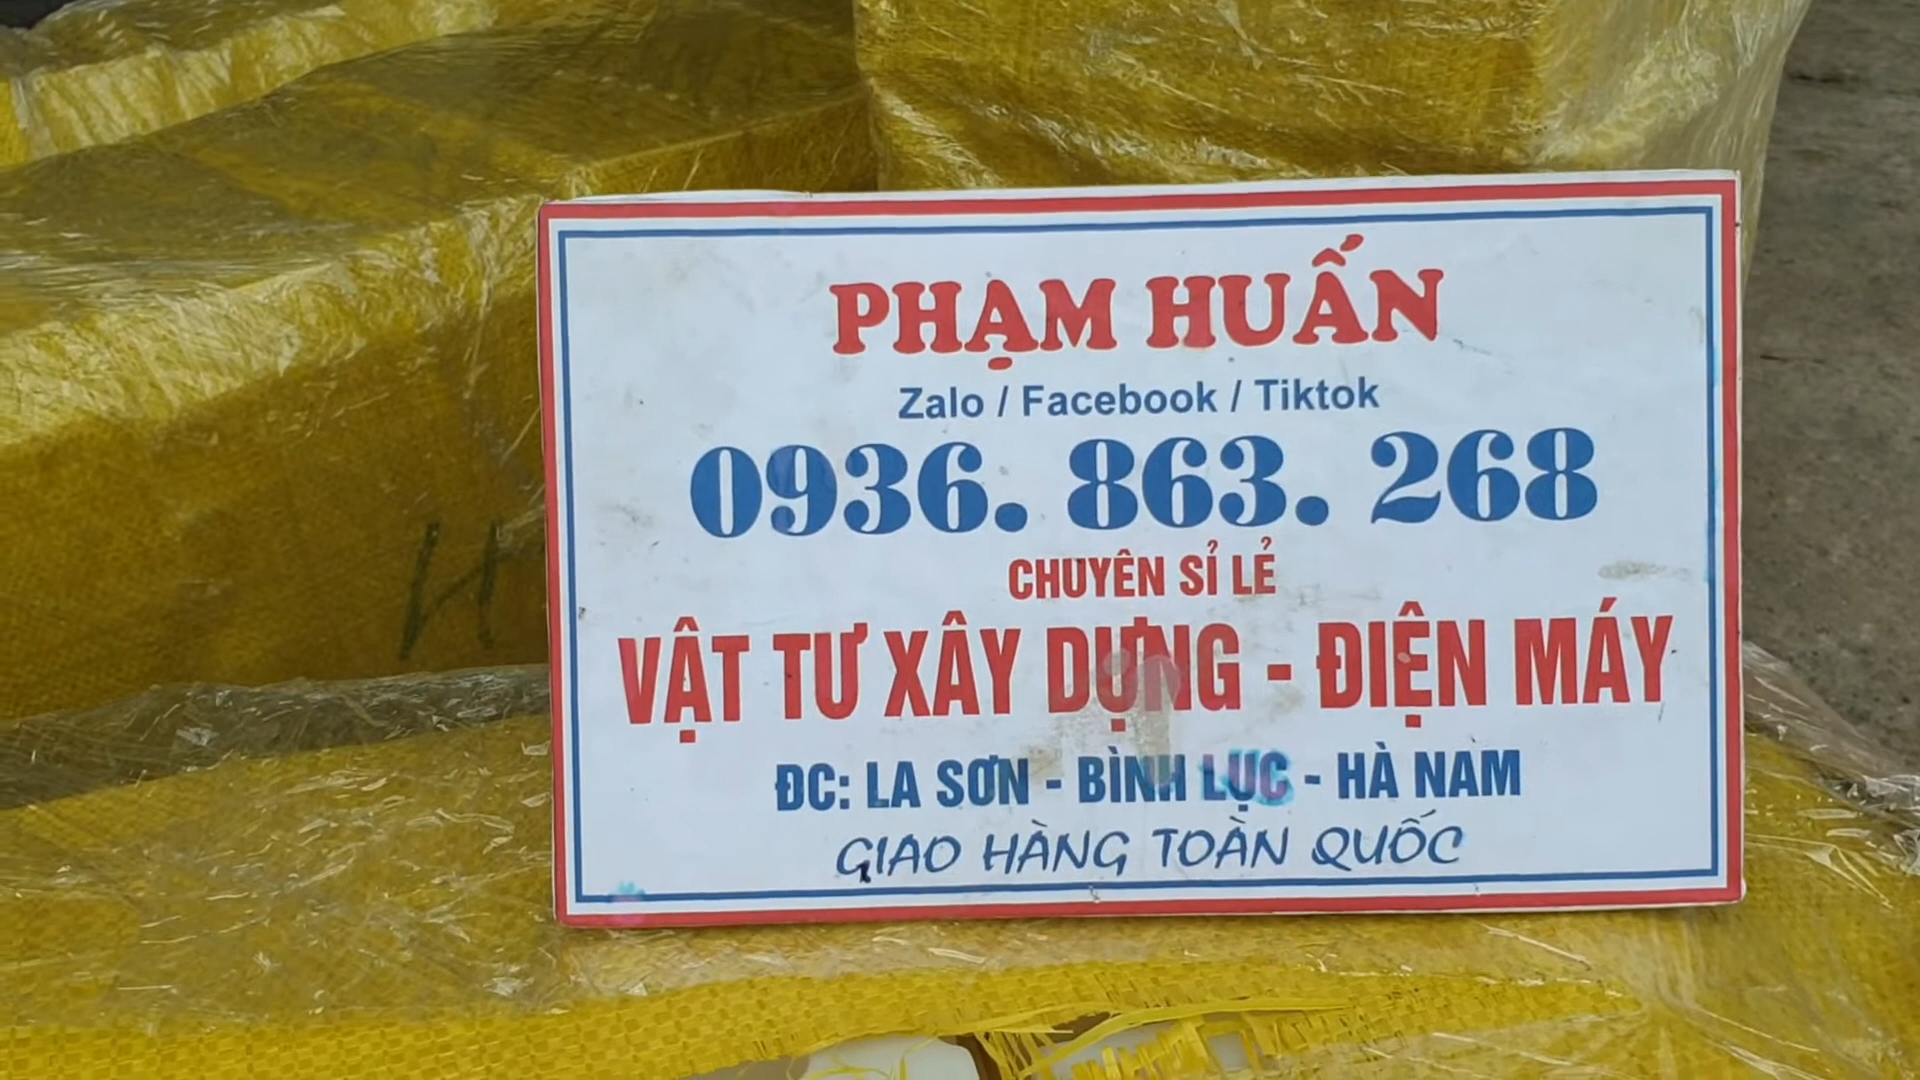 PHẠM HUẤN
Zalo / Facebook / Tiktok
0936. 863. 268
CHUYÊN SỈ LẺ
VẬT TƯ XÂY DỰNG - ĐIỆN MÁY
ĐC: LA SƠN - BÌNH LỤC - HÀ NAM
GIAO HÀNG TOÀN QUỐC
H